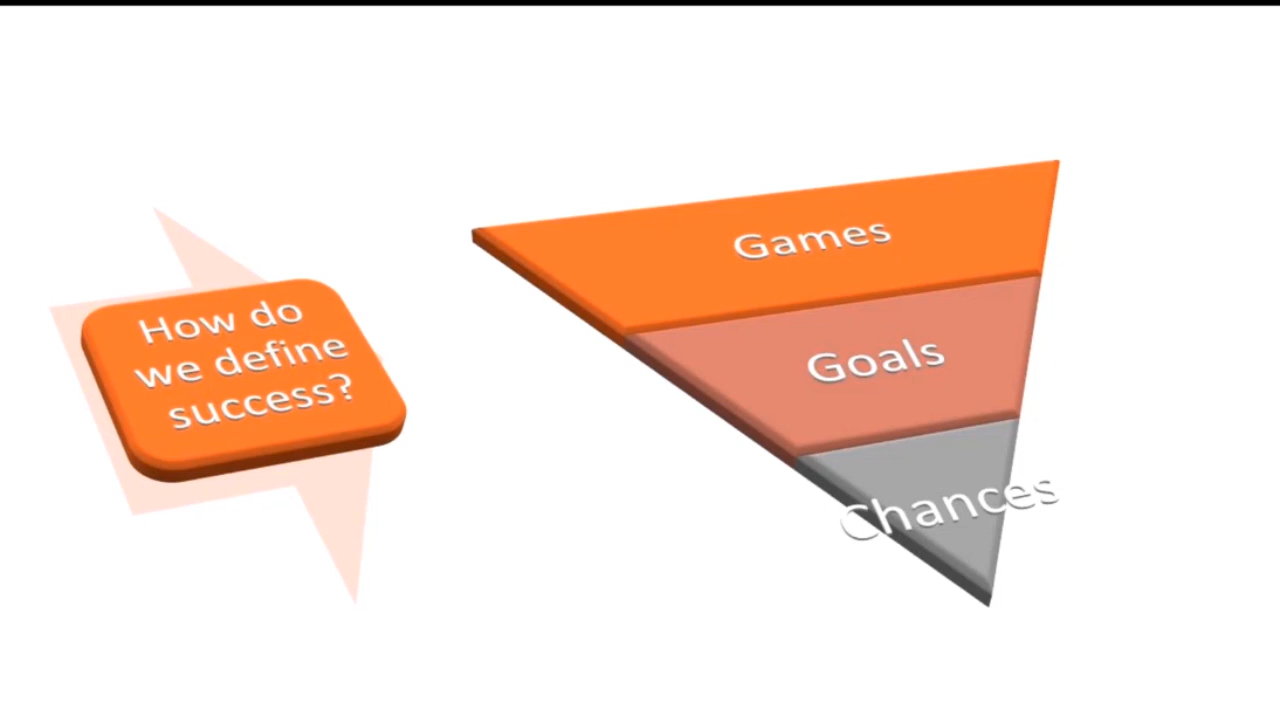 How do
we define
success?
Games
Goals
Chances